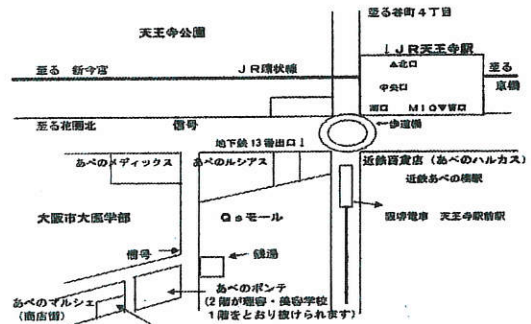 至る谷町4丁目
天王寺公園
↓JR天王寺駅
△北口
至る 新今宮
JR環状線
至る
京橋
中央口
西口
MIO
至る花園北
信号
←歩道橋
地下鉄 13番出口↓
あべのメディックス
あべのルシアス
近鉄百貨店(あべのハルカス)
近鉄あべの橋駅
大阪市大医学部
Qsモール
阪堺電車 天王寺駅前駅
信号
銭湯
あべのポンテ
あべのマルシェ
(商店街)
(2階が理容・美容学校
1階をとおり抜けられます)